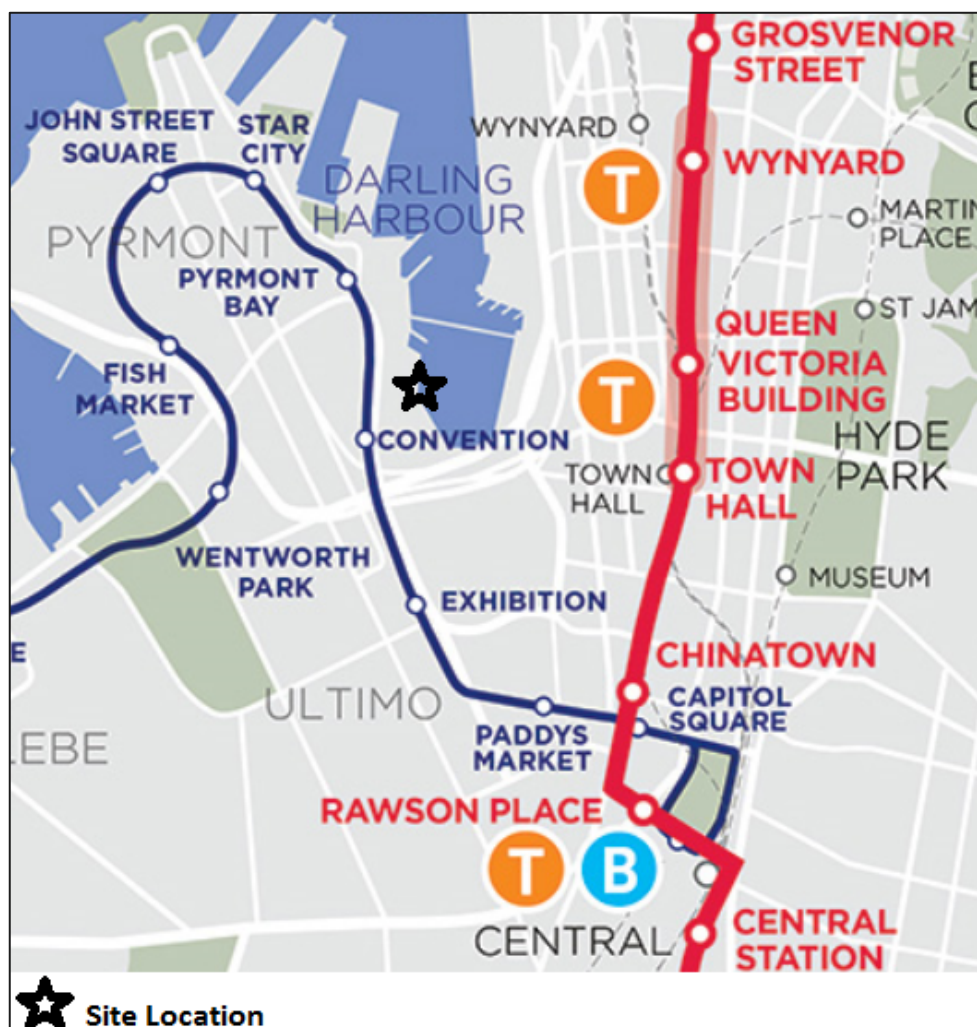 GROSVENOR
STREET
JOHN STREET
SQUARE
STAR
CITY
WYNYARD
WYNYARD
DARLING
HARBOUR
T
MARTIN
PLACE
PYRMONT
PYRMONT
BAY
ST JAM
QUEEN
VICTORIA
BUILDING
FISH
MARKET
T
CONVENTION
HYDE
PARK
TOWN
HALL
TOWN
HALL
WENTWORTH
PARK
MUSEUM
EXHIBITION
E
CHINATOWN
ULTIMO
CAPITOL
SQUARE
LEBE
PADDYS
MARKET
RAWSON PLACE
T
B
CENTRAL
CENTRAL
STATION
Site Location